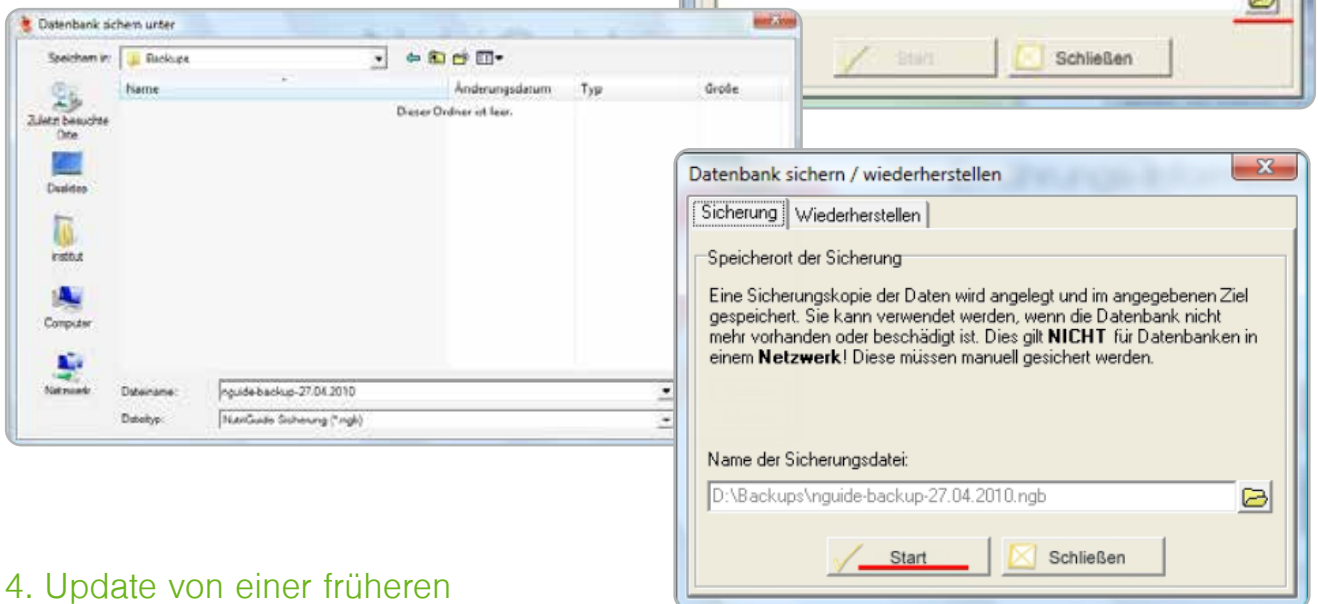 Datenbank sichern unter
Speichern in:
Backups
Name
Änderungsdatum
Typ
Größe
Dieser Ordner ist leer.
Zuletzt besuchte
Orte
Desktop
institut
Computer
Netzwerk
Dateiname:
nguide-backup-27.04.2010
Dateityp:
NutriGuide Sicherung (*.ngb)
Start
Schließen
Datenbank sichern / wiederherstellen
Sicherung
Wiederherstellen
Speicherort der Sicherung
Eine Sicherungskopie der Daten wird angelegt und im angegebenen Ziel
gespeichert. Sie kann verwendet werden, wenn die Datenbank nicht
mehr vorhanden oder beschädigt ist. Dies gilt NICHT für Datenbanken in
einem Netzwerk! Diese müssen manuell gesichert werden.
Name der Sicherungsdatei:
D:\Backups\nguide-backup-27.04.2010.ngb
Start
Schließen
4. Update von einer früheren